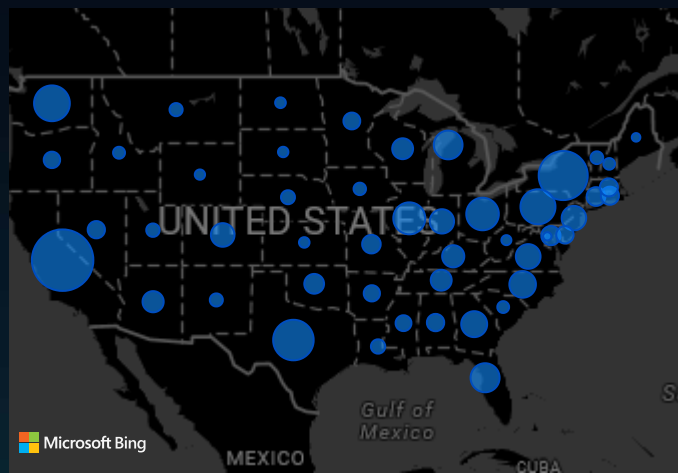 UNITED STATES
Gulf of
Mexico
Microsoft Bing
MEXICO
CUBA